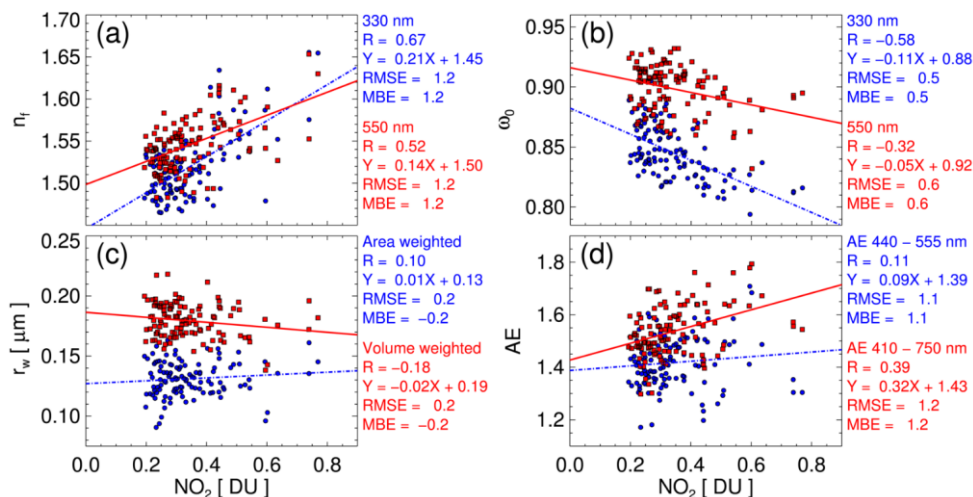 1.70
1.65
1.60
1.55
1.50
n_f
(a)
330 nm
R = 0.67
Y = 0.21X + 1.45
RMSE = 1.2
MBE = 1.2
550 nm
R = 0.52
Y = 0.14X + 1.50
RMSE = 1.2
MBE = 1.2
0.95
0.90
0.85
0.80
ω₀
(b)
330 nm
R = −0.58
Y = −0.11X + 0.88
RMSE = 0.5
MBE = 0.5
550 nm
R = −0.32
Y = −0.05X + 0.92
RMSE = 0.6
MBE = 0.6
0.25
0.20
0.15
0.10
r_w [ μm ]
(c)
Area weighted
R = 0.10
Y = 0.01X + 0.13
RMSE = 0.2
MBE = −0.2
Volume weighted
R = −0.18
Y = −0.02X + 0.19
RMSE = 0.2
MBE = −0.2
0.0 0.2 0.4 0.6 0.8
NO₂ [ DU ]
1.8
1.6
1.4
1.2
AE
(d)
AE 440 − 555 nm
R = 0.11
Y = 0.09X + 1.39
RMSE = 1.1
MBE = 1.1
AE 410 − 750 nm
R = 0.39
Y = 0.32X + 1.43
RMSE = 1.2
MBE = 1.2
0.0 0.2 0.4 0.6 0.8
NO₂ [ DU ]